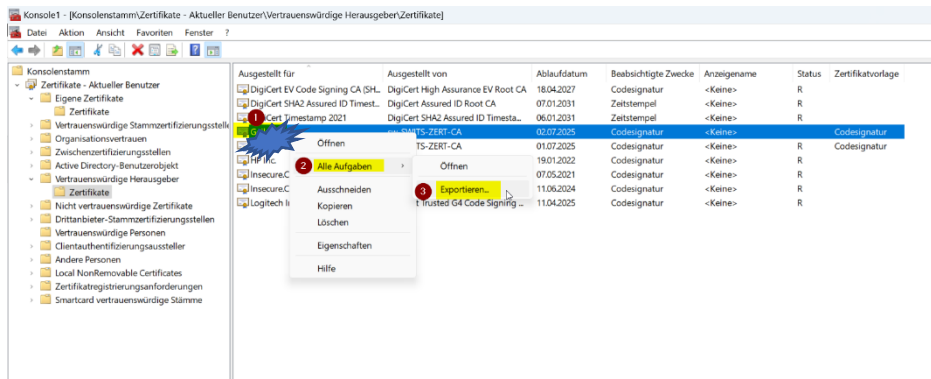 Console1 - [Konsolenstamm\Zertifikate - Aktueller Benutzer\Vertrauenswürdige Herausgeber\Zertifikate]
Datei Aktion Ansicht Favoriten Fenster ?
Konsolenstamm
Zertifikate - Aktueller Benutzer
Eigene Zertifikate
Zertifikate
Vertrauenswürdige Stammzertifizierungsstelle
Organisationsvertrauen
Zwischenzertifizierungsstellen
Active Directory-Benutzerobjekt
Vertrauenswürdige Herausgeber
Zertifikate
Nicht vertrauenswürdige Zertifikate
Drittanbieter-Stammzertifizierungsstellen
Vertrauenswürdige Personen
Clientauthentifizierungsaussteller
Andere Personen
Local NonRemovable Certificates
Zertifikatregistrierungsanforderungen
Smartcard vertrauenswürdige Stämme
Ausgestellt für Ausgestellt von Ablaufdatum Beabsichtigte Zwecke Anzeigename Status Zertifikatvorlage
DigiCert EV Code Signing CA (SH... DigiCert High Assurance EV Root CA 18.04.2027 Codesignatur <Keine> R
DigiCert SHA2 Assured ID Timest... DigiCert Assured ID Root CA 07.01.2031 Zeitstempel <Keine> R
Cert Timestamp 2021 DigiCert SHA2 Assured ID Timesta... 06.01.2031 Zeitstempel <Keine> R
1
G SWITS-ZERT-CA 02.07.2025 Codesignatur <Keine> Codesignatur
TS-ZERT-CA 01.07.2025 Codesignatur <Keine> R Codesignatur
HP Inc. 19.01.2022 Codesignatur <Keine> R
Insecure.C 07.05.2021 Codesignatur <Keine> R
Insecure.C 11.06.2024 Codesignatur <Keine> R
Logitech I t Trusted G4 Code Signing ... 11.04.2025 Codesignatur <Keine> R
Öffnen
2 Alle Aufgaben
Ausschneiden
Kopieren
Löschen
Eigenschaften
Hilfe
Öffnen
3 Exportieren...